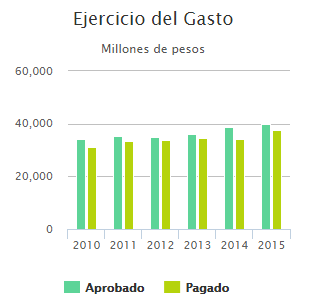 Ejercicio del Gasto
Millones de pesos
60,000
40,000
20,000
0
2010 2011 2012 2013 2014 2015
Aprobado Pagado